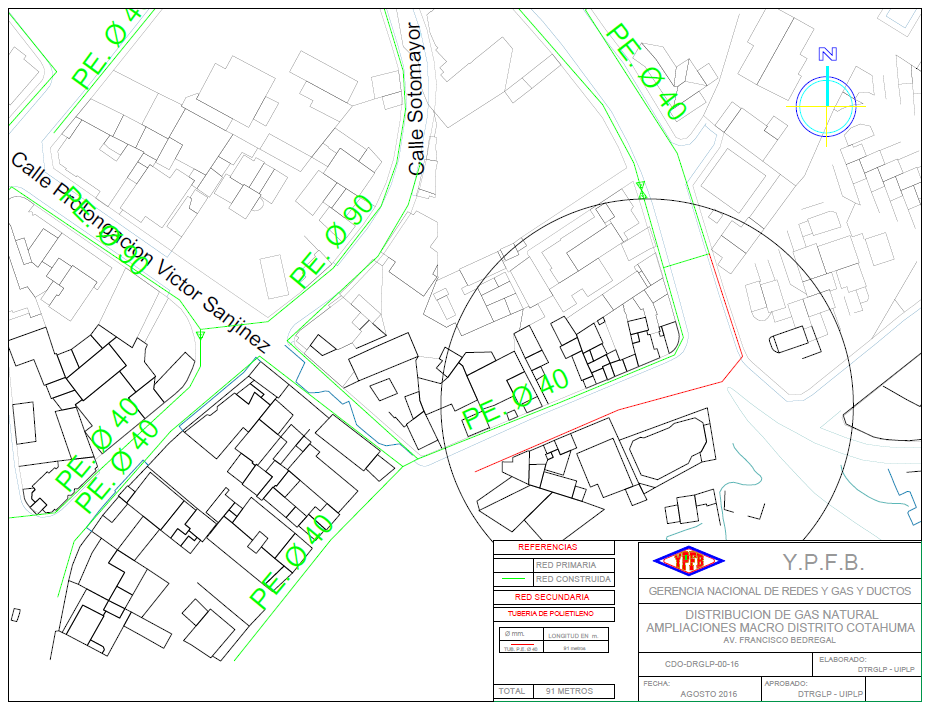 PE. Ø 4
Calle Sotomayor
PE. Ø 40
N
Calle Prolongacion Victor Sanjinez
PE. Ø 90
PE. Ø 90
PE. Ø 40
PE. Ø 40
PE. Ø 40
PE. Ø 40
REFERENCIAS
RED PRIMARIA
RED CONSTRUIDA
RED SECUNDARIA
TUBERIA DE POLIETILENO
Ø mm. LONGITUD EN m.
TUB. P.E. Ø 40 91 metros
TOTAL 91 METROS
YPFB
Y.P.F.B.
GERENCIA NACIONAL DE REDES Y GAS Y DUCTOS
DISTRIBUCION DE GAS NATURAL
AMPLIACIONES MACRO DISTRITO COTAHUMA
AV. FRANCISCO BEDREGAL
CDO-DRGLP-00-16
ELABORADO:
DTRGLP - UIPLP
FECHA:
AGOSTO 2016
APROBADO:
DTRGLP - UIPLP